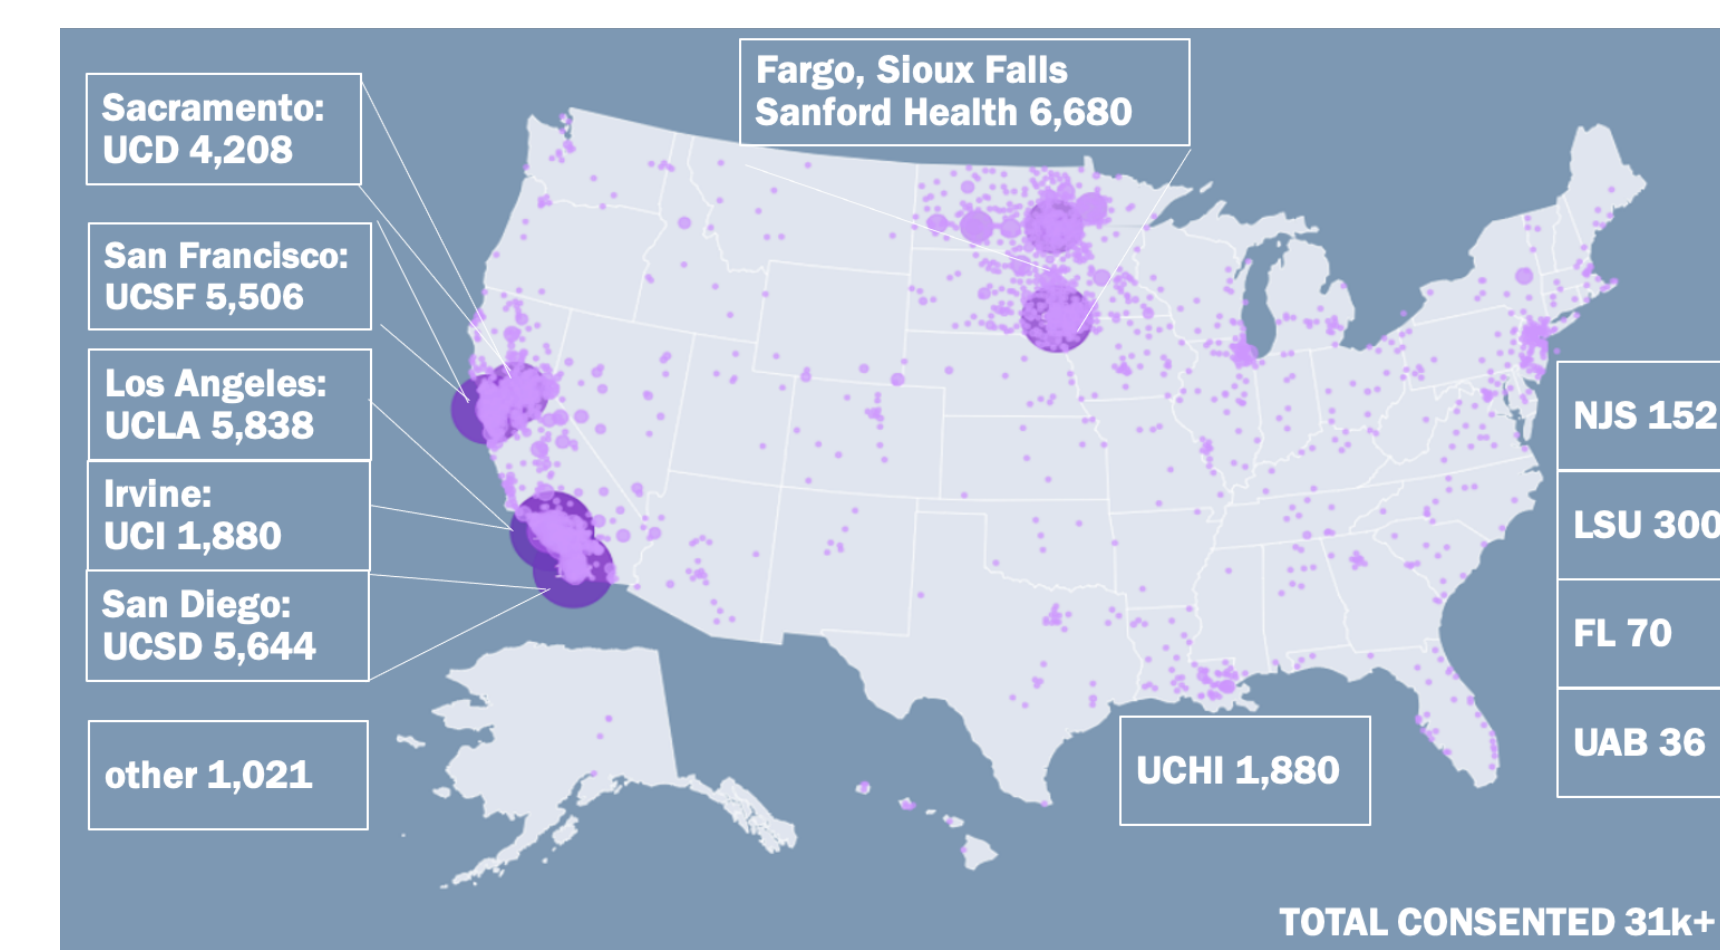 Fargo, Sioux Falls
Sanford Health 6,680
Sacramento:
UCD 4,208
San Francisco:
UCSF 5,506
Los Angeles:
UCLA 5,838
Irvine:
UCI 1,880
San Diego:
UCSD 5,644
other 1,021
NJS 152
LSU 300
FL 70
UAB 36
UCHI 1,880
TOTAL CONSENTED 31k+